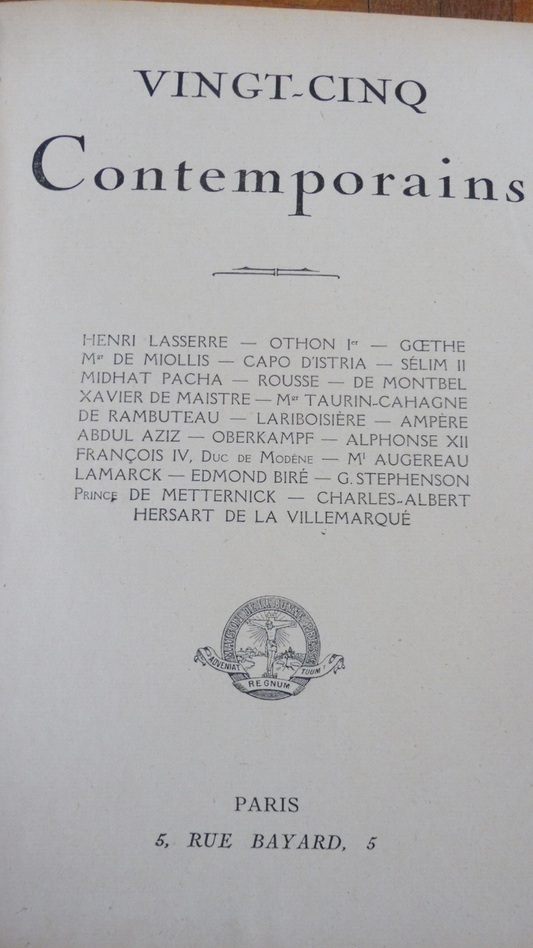 VINGT-CINQ
Contemporains
HENRI LASSERRE — OTHON Iᵉʳ — GŒTHE
Mᵍʳ DE MIOLLIS — CAPO D'ISTRIA — SÉLIM II
MIDHAT PACHA — ROUSSE — DE MONTBEL
XAVIER DE MAISTRE — Mᵍʳ TAURIN-CAHAGNE
DE RAMBUTEAU — LARIBOISIÈRE — AMPÈRE
ABDUL AZIZ — OBERKAMPF — ALPHONSE XII
FRANÇOIS IV, DUC DE MODÈNE — Mˡ AUGEREAU
LAMARCK — EDMOND BIRÉ — G. STEPHENSON
PRINCE DE METTERNICK — CHARLES-ALBERT
HERSART DE LA VILLEMARQUÉ
ADVENIAT
REGNUM
TUUM
PARIS
5, RUE BAYARD, 5